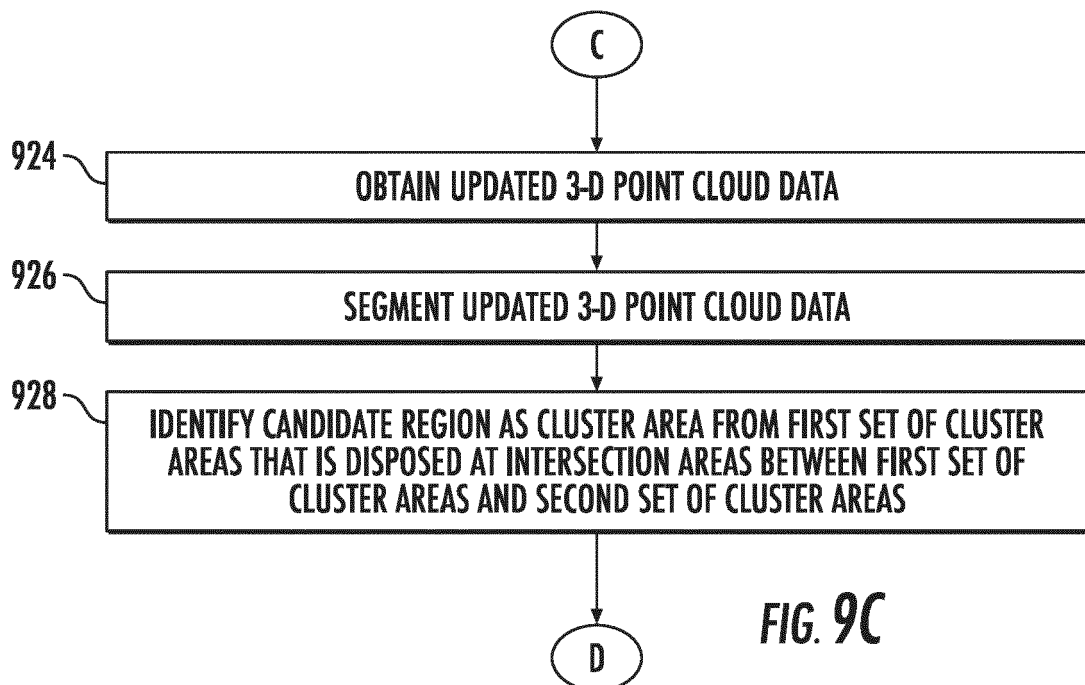 C
924
OBTAIN UPDATED 3-D POINT CLOUD DATA
926
SEGMENT UPDATED 3-D POINT CLOUD DATA
928
IDENTIFY CANDIDATE REGION AS CLUSTER AREA FROM FIRST SET OF CLUSTER
AREAS THAT IS DISPOSED AT INTERSECTION AREAS BETWEEN FIRST SET OF
CLUSTER AREAS AND SECOND SET OF CLUSTER AREAS
FIG. 9C
D